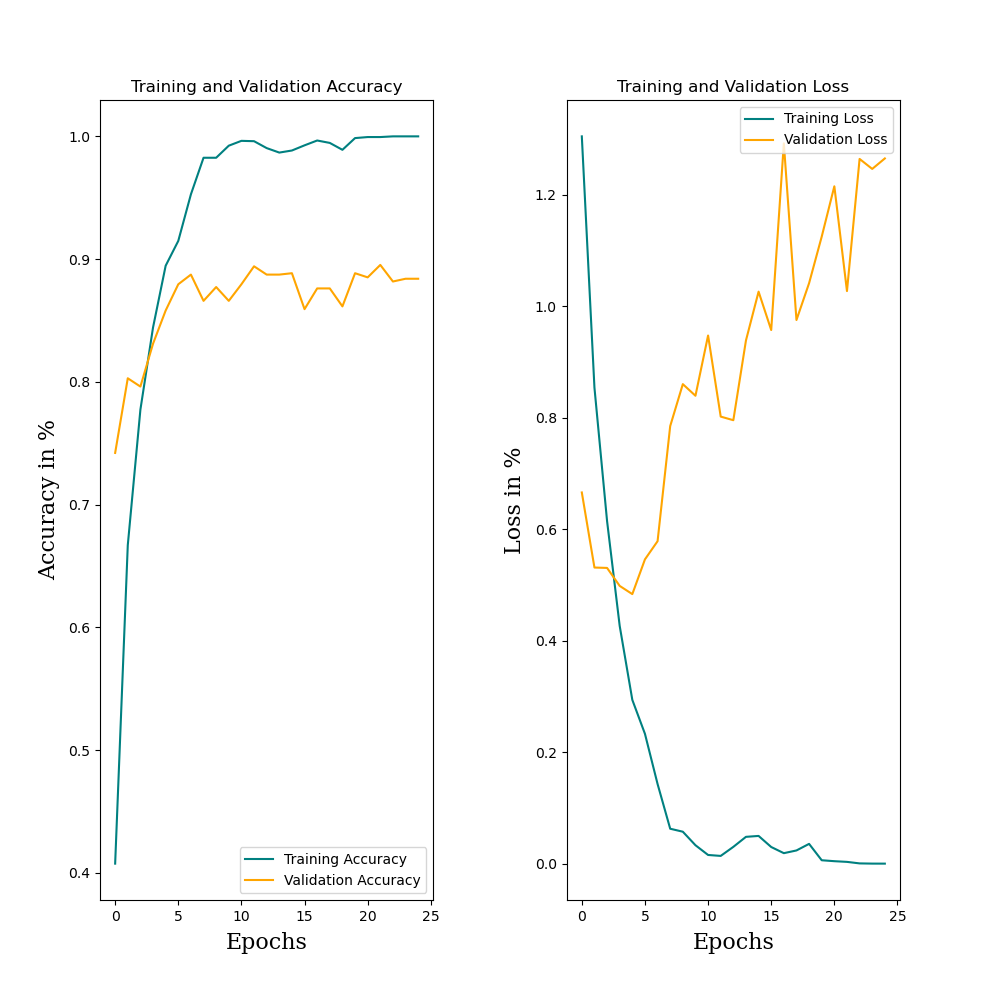 Training and Validation Accuracy
Accuracy in %
1.0
0.9
0.8
0.7
0.6
0.5
0.4
Training Accuracy
Validation Accuracy
0 5 10 15 20 25
Epochs
Training and Validation Loss
Training Loss
Validation Loss
Loss in %
1.2
1.0
0.8
0.6
0.4
0.2
0.0
0 5 10 15 20 25
Epochs